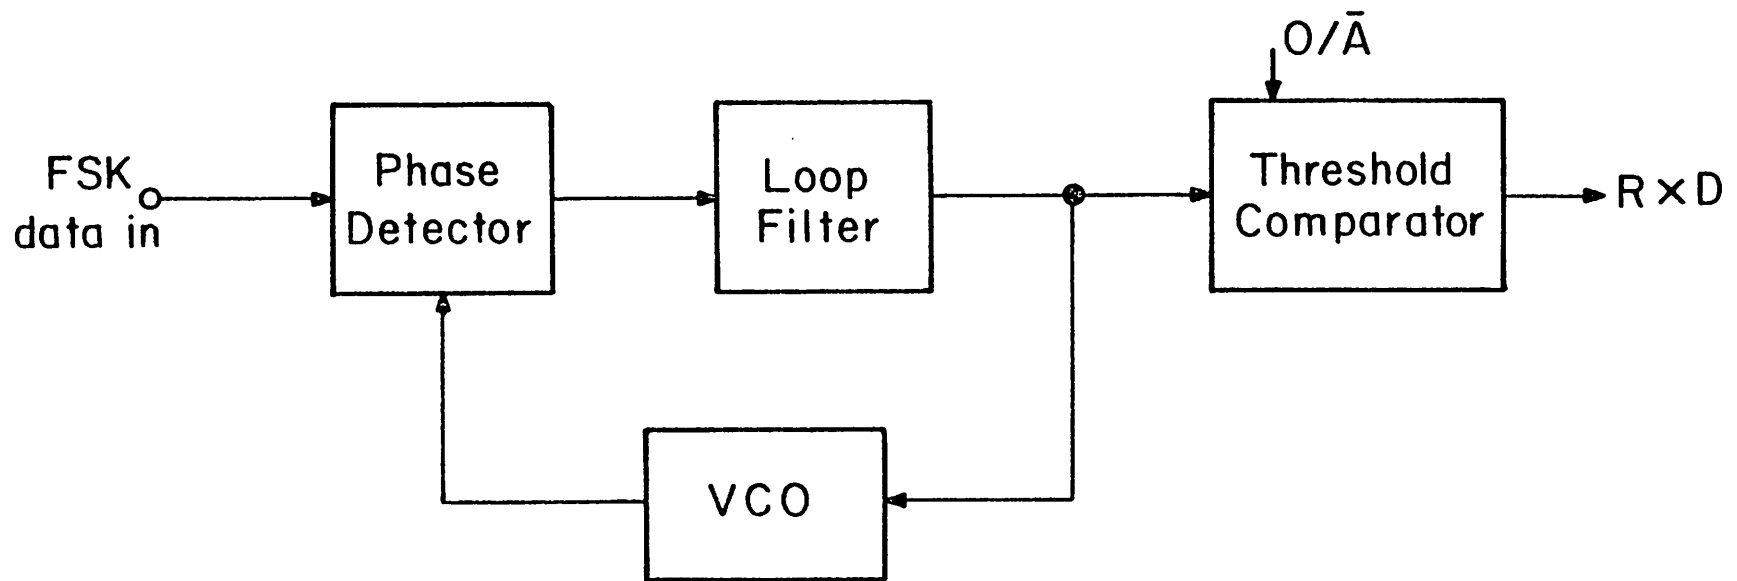 O/Ā
FSK
data in
Phase
Detector
Loop
Filter
Threshold
Comparator
R×D
VCO